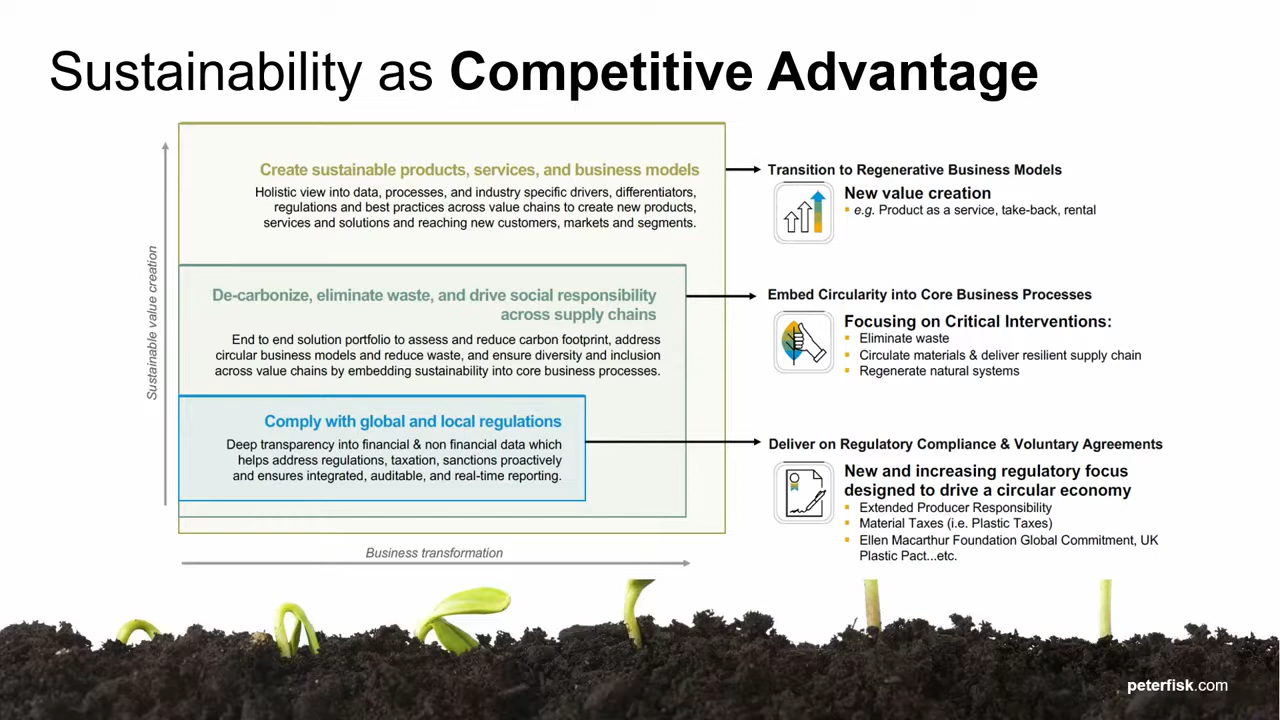 Sustainability as Competitive Advantage
Sustainable value creation
Create sustainable products, services, and business models
Holistic view into data, processes, and industry specific drivers, differentiators,
regulations and best practices across value chains to create new products,
services and solutions and reaching new customers, markets and segments.
De-carbonize, eliminate waste, and drive social responsibility
across supply chains
End to end solution portfolio to assess and reduce carbon footprint, address
circular business models and reduce waste, and ensure diversity and inclusion
across value chains by embedding sustainability into core business processes.
Comply with global and local regulations
Deep transparency into financial & non financial data which
helps address regulations, taxation, sanctions proactively
and ensures integrated, auditable, and real-time reporting.
Business transformation
Transition to Regenerative Business Models
New value creation
e.g. Product as a service, take-back, rental
Embed Circularity into Core Business Processes
Focusing on Critical Interventions:
Eliminate waste
Circulate materials & deliver resilient supply chain
Regenerate natural systems
Deliver on Regulatory Compliance & Voluntary Agreements
New and increasing regulatory focus
designed to drive a circular economy
Extended Producer Responsibility
Material Taxes (i.e. Plastic Taxes)
Ellen Macarthur Foundation Global Commitment, UK
Plastic Pact...etc.
peterfisk.com